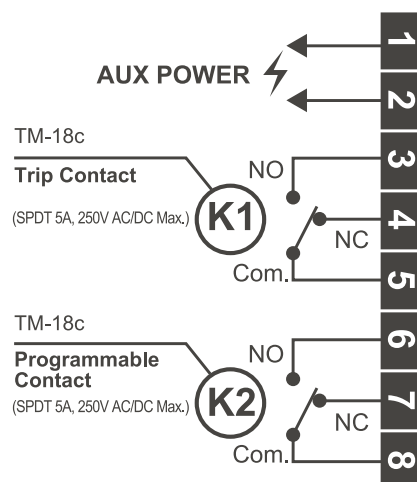 1
AUX POWER
2
TM-18c
Trip Contact
(SPDT 5A, 250V AC/DC Max.)
K1
NO
3
4
NC
Com.
5
TM-18c
Programmable
Contact
(SPDT 5A, 250V AC/DC Max.)
K2
NO
6
7
NC
Com.
8